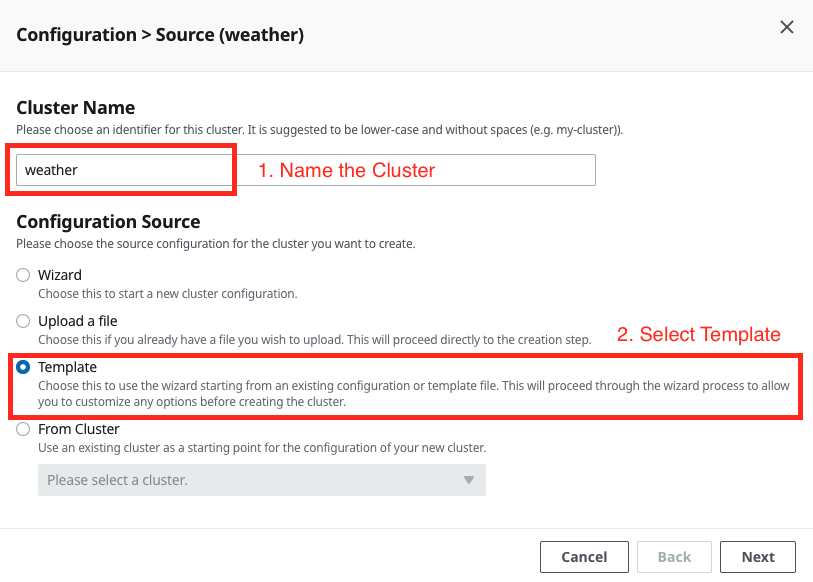 Configuration > Source (weather)
Cluster Name
Please choose an identifier for this cluster. It is suggested to be lower-case and without spaces (e.g. my-cluster)).
weather
1. Name the Cluster
Configuration Source
Please choose the source configuration for the cluster you want to create.
Wizard
Choose this to start a new cluster configuration.
Upload a file
Choose this if you already have a file you wish to upload. This will proceed directly to the creation step.
2. Select Template
Template
Choose this to use the wizard starting from an existing configuration or template file. This will proceed through the wizard process to allow
you to customize any options before creating the cluster.
From Cluster
Use an existing cluster as a starting point for the configuration of your new cluster.
Please select a cluster.
Cancel
Back
Next